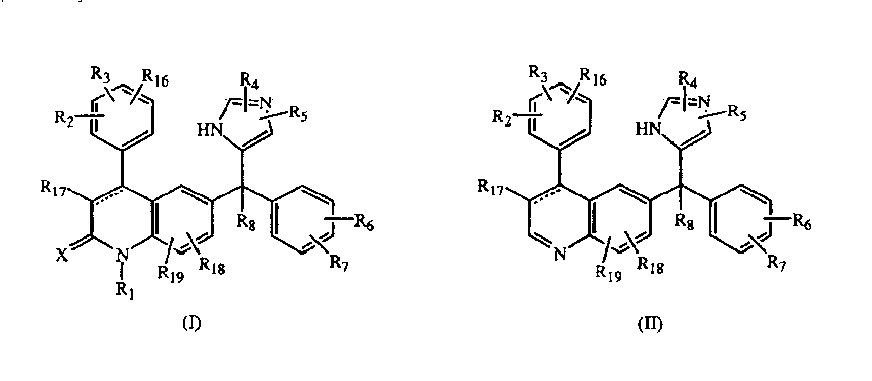 R3 R16 R4 N R3 R16 R4 N
R2 HN R5 R2 HN R5
R17 R8 R6 R17 R8 R6
X N R19 R18 R7 N R19 R18 R7
R1
(I) (II)